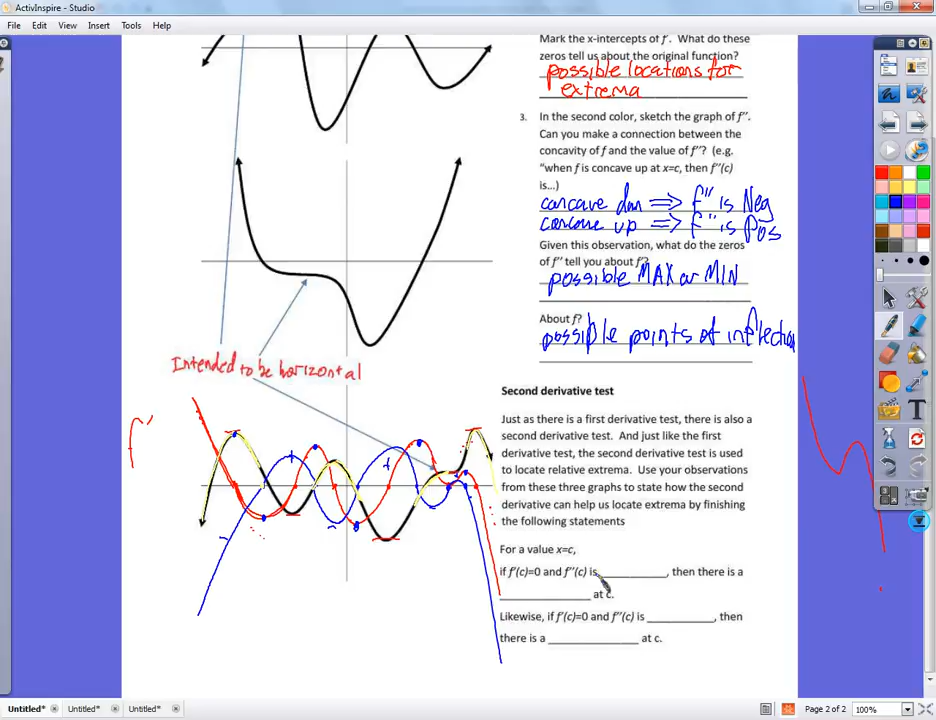 ActivInspire - Studio
File Edit View Insert Tools Help
Mark the x-intercepts of f'. What do these
zeros tell us about the original function?
possible locations for
extrema
3. In the second color, sketch the graph of f''.
Can you make a connection between the
concavity of f and the value of f''? (e.g.
"when f is concave up at x=c, then f''(c)
is...)
concave dwn => f'' is Neg
concave up => f'' is Pos
Given this observation, what do the zeros
of f'' tell you about f'?
possible MAX or MIN
About f?
possible points of inflection
Intended to be horizontal
f'
Second derivative test
Just as there is a first derivative test, there is also a
second derivative test. And just like the first
derivative test, the second derivative test is used
to locate relative extrema. Use your observations
from these three graphs to state how the second
derivative can help us locate extrema by finishing
the following statements
For a value x=c,
if f'(c)=0 and f''(c) is ___________, then there is a
_______________ at c.
Likewise, if f'(c)=0 and f''(c) is ___________, then
there is a _______________ at c.
+ +
- - -
Untitled* Untitled* Untitled* Page 2 of 2 100%